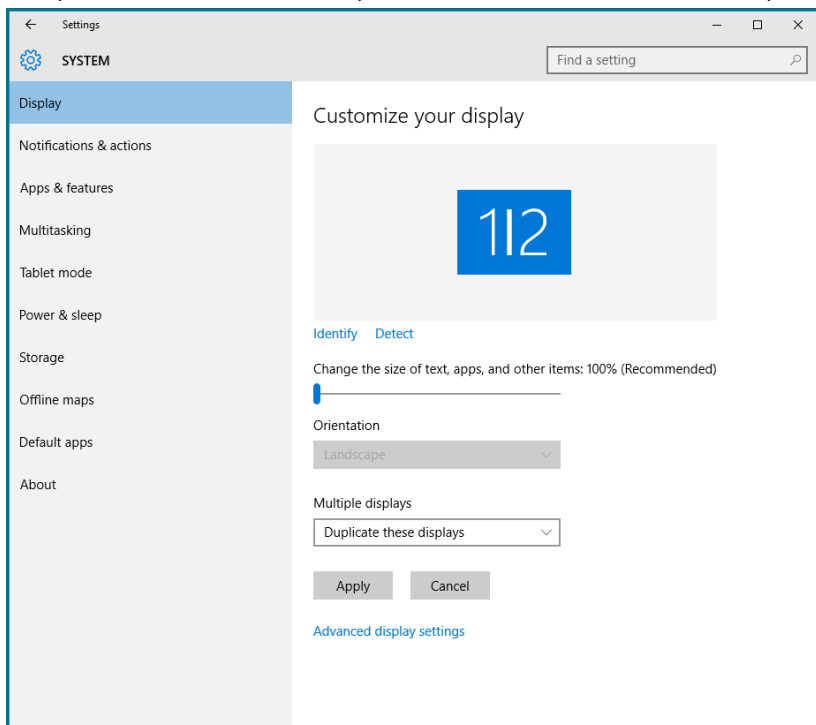 Settings
SYSTEM
Find a setting
Display
Notifications & actions
Apps & features
Multitasking
Tablet mode
Power & sleep
Storage
Offline maps
Default apps
About
Customize your display
1|2
Identify Detect
Change the size of text, apps, and other items: 100% (Recommended)
Orientation
Landscape
Multiple displays
Duplicate these displays
Apply Cancel
Advanced display settings